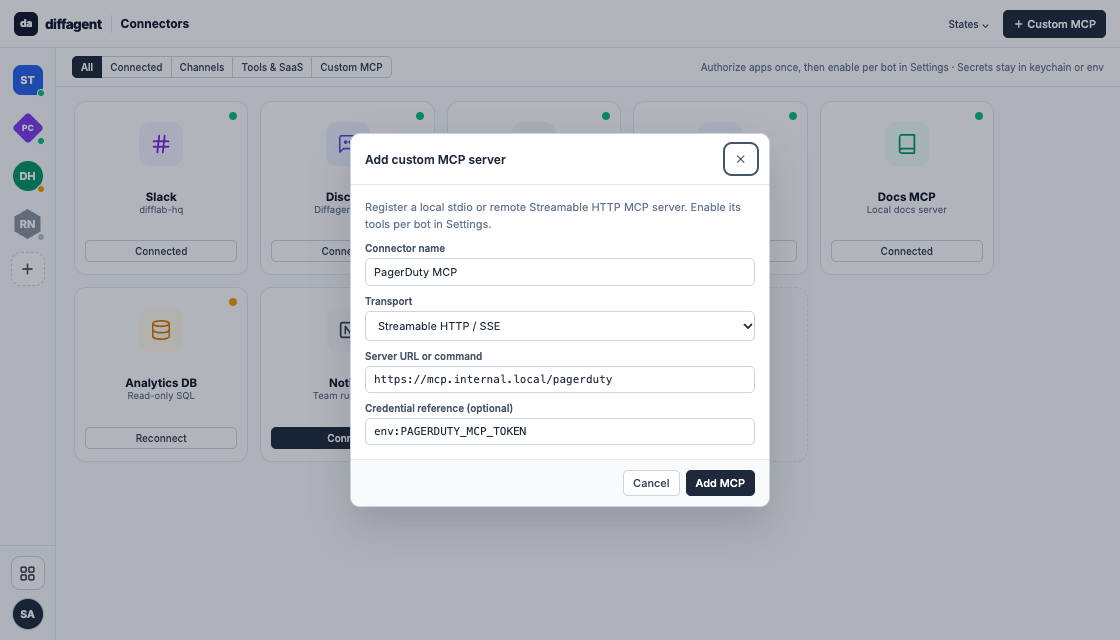 da diffagent Connectors States + Custom MCP
All Connected Channels Tools & SaaS Custom MCP Authorize apps once, then enable per bot in Settings · Secrets stay in keychain or env
ST
PC
DH
RN
+
SA
Slack
difflab-hq
Connected
Docs MCP
Local docs server
Connected
Analytics DB
Read-only SQL
Reconnect
Add custom MCP server
Register a local stdio or remote Streamable HTTP MCP server. Enable its
tools per bot in Settings.
Connector name
PagerDuty MCP
Transport
Streamable HTTP / SSE
Server URL or command
https://mcp.internal.local/pagerduty
Credential reference (optional)
env:PAGERDUTY_MCP_TOKEN
Cancel Add MCP